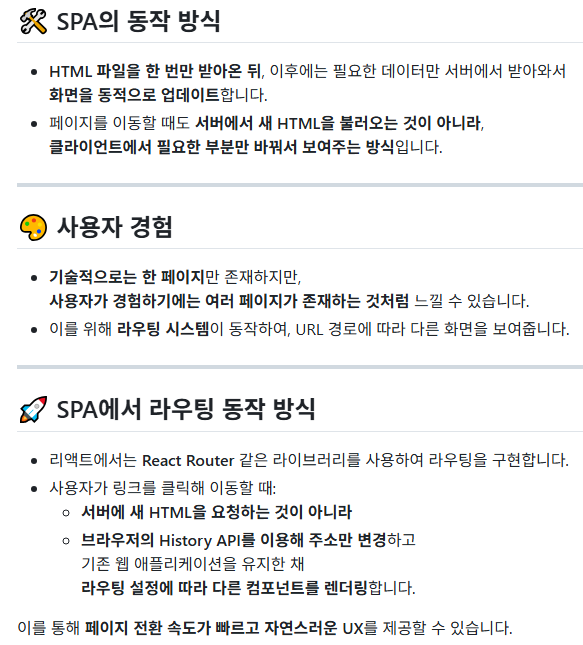 🛠️ SPA의 동작 방식
• HTML 파일을 한 번만 받아온 뒤, 이후에는 필요한 데이터만 서버에서 받아와서
화면을 동적으로 업데이트합니다.
• 페이지를 이동할 때도 서버에서 새 HTML을 불러오는 것이 아니라,
클라이언트에서 필요한 부분만 바꿔서 보여주는 방식입니다.
🎨 사용자 경험
• 기술적으로는 한 페이지만 존재하지만,
사용자가 경험하기에는 여러 페이지가 존재하는 것처럼 느낄 수 있습니다.
• 이를 위해 라우팅 시스템이 동작하여, URL 경로에 따라 다른 화면을 보여줍니다.
🚀 SPA에서 라우팅 동작 방식
• 리액트에서는 React Router 같은 라이브러리를 사용하여 라우팅을 구현합니다.
• 사용자가 링크를 클릭해 이동할 때:
◦ 서버에 새 HTML을 요청하는 것이 아니라
◦ 브라우저의 History API를 이용해 주소만 변경하고
기존 웹 애플리케이션을 유지한 채
라우팅 설정에 따라 다른 컴포넌트를 렌더링합니다.
이를 통해 페이지 전환 속도가 빠르고 자연스러운 UX를 제공할 수 있습니다.